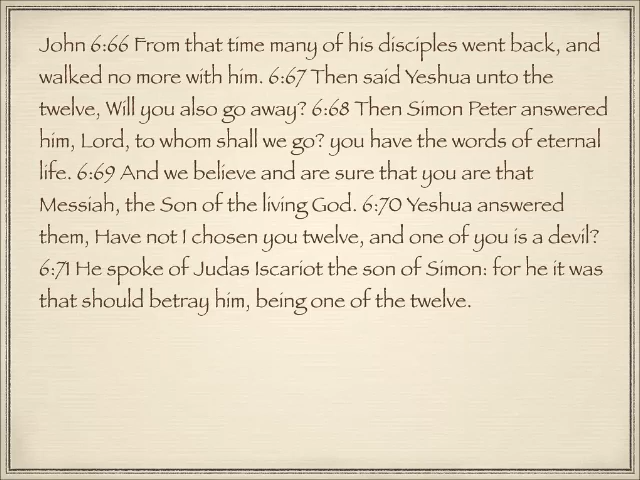 John 6:66 From that time many of his disciples went back, and
walked no more with him. 6:67 Then said Yeshua unto the
twelve, Will you also go away? 6:68 Then Simon Peter answered
him, Lord, to whom shall we go? you have the words of eternal
life. 6:69 And we believe and are sure that you are that
Messiah, the Son of the living God. 6:70 Yeshua answered
them, Have not I chosen you twelve, and one of you is a devil?
6:71 He spoke of Judas Iscariot the son of Simon: for he it was
that should betray him, being one of the twelve.